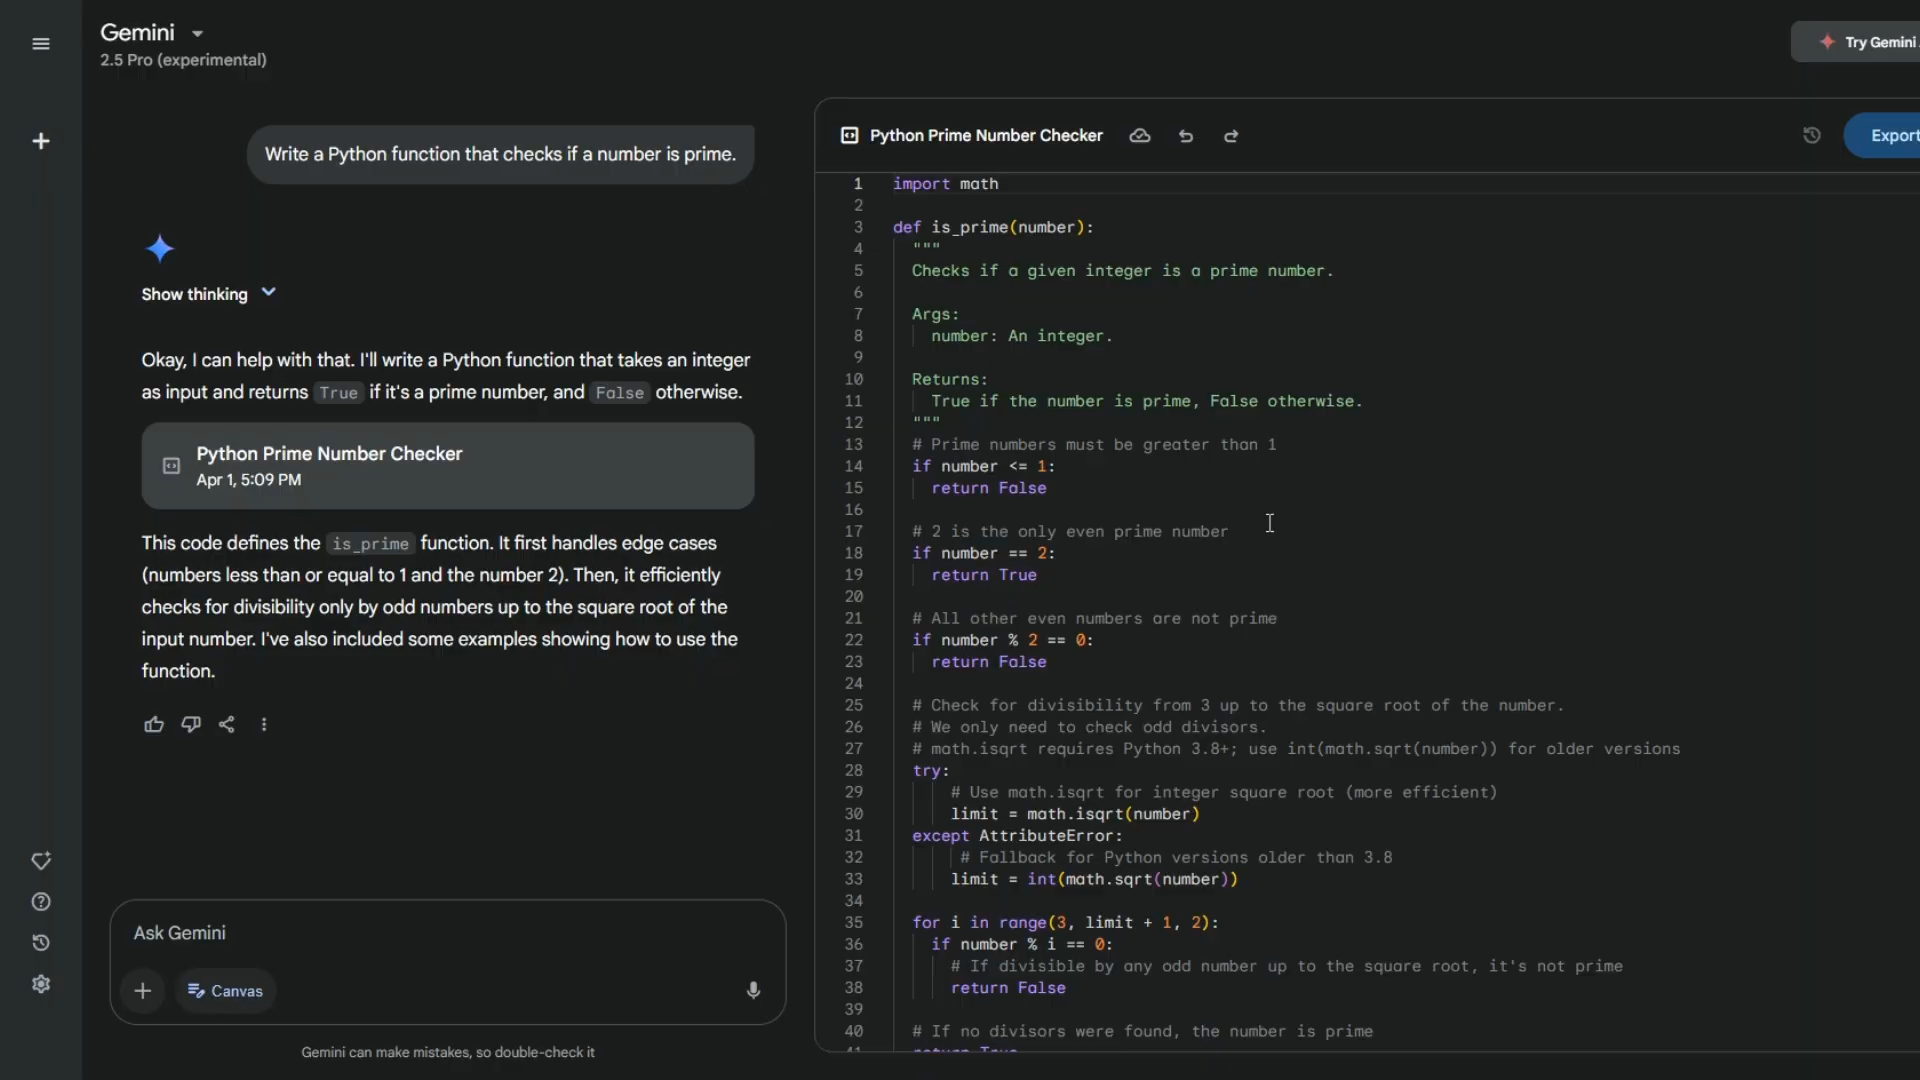 Gemini
2.5 Pro (experimental)
Try Gemini
Write a Python function that checks if a number is prime.
Show thinking
Okay, I can help with that. I'll write a Python function that takes an integer
as input and returns True if it's a prime number, and False otherwise.
Python Prime Number Checker
Apr 1, 5:09 PM
This code defines the is_prime function. It first handles edge cases
(numbers less than or equal to 1 and the number 2). Then, it efficiently
checks for divisibility only by odd numbers up to the square root of the
input number. I've also included some examples showing how to use the
function.
Ask Gemini
Canvas
Gemini can make mistakes, so double-check it
Python Prime Number Checker
Export
1 import math
2
3 def is_prime(number):
4 """
5 Checks if a given integer is a prime number.
6
7 Args:
8 number: An integer.
9
10 Returns:
11 True if the number is prime, False otherwise.
12 """
13 # Prime numbers must be greater than 1
14 if number <= 1:
15 return False
16
17 # 2 is the only even prime number
18 if number == 2:
19 return True
20
21 # All other even numbers are not prime
22 if number % 2 == 0:
23 return False
24
25 # Check for divisibility from 3 up to the square root of the number.
26 # We only need to check odd divisors.
27 # math.isqrt requires Python 3.8+; use int(math.sqrt(number)) for older versions
28 try:
29 # Use math.isqrt for integer square root (more efficient)
30 limit = math.isqrt(number)
31 except AttributeError:
32 # Fallback for Python versions older than 3.8
33 limit = int(math.sqrt(number))
34
35 for i in range(3, limit + 1, 2):
36 if number % i == 0:
37 # If divisible by any odd number up to the square root, it's not prime
38 return False
39
40 # If no divisors were found, the number is prime
41 return True